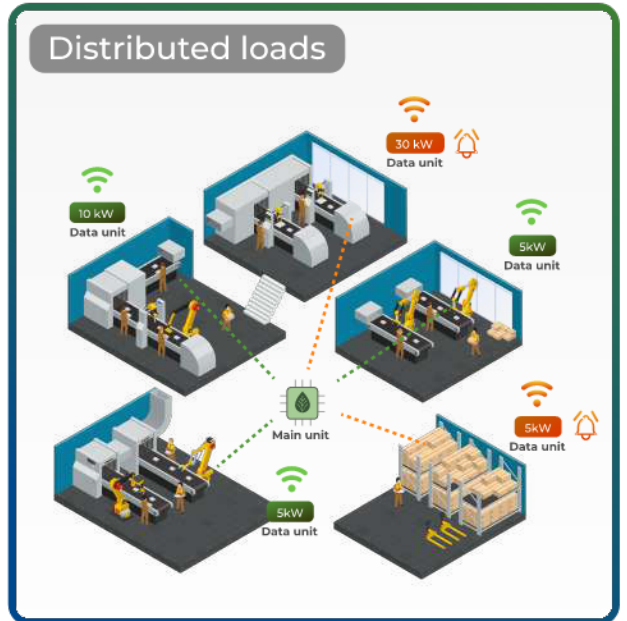 Distributed loads
30 kW
Data unit
10 kW
Data unit
5kW
Data unit
Main unit
5kW
Data unit
5kW
Data unit